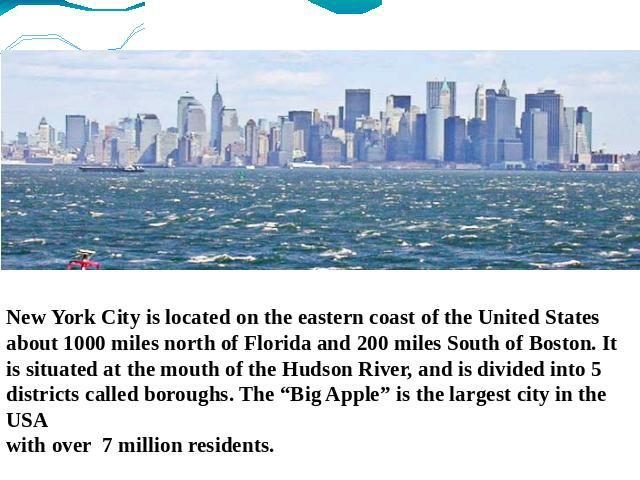 New York City is located on the eastern coast of the United States
about 1000 miles north of Florida and 200 miles South of Boston. It
is situated at the mouth of the Hudson River, and is divided into 5
districts called boroughs. The “Big Apple” is the largest city in the
USA
with over  7 million residents.